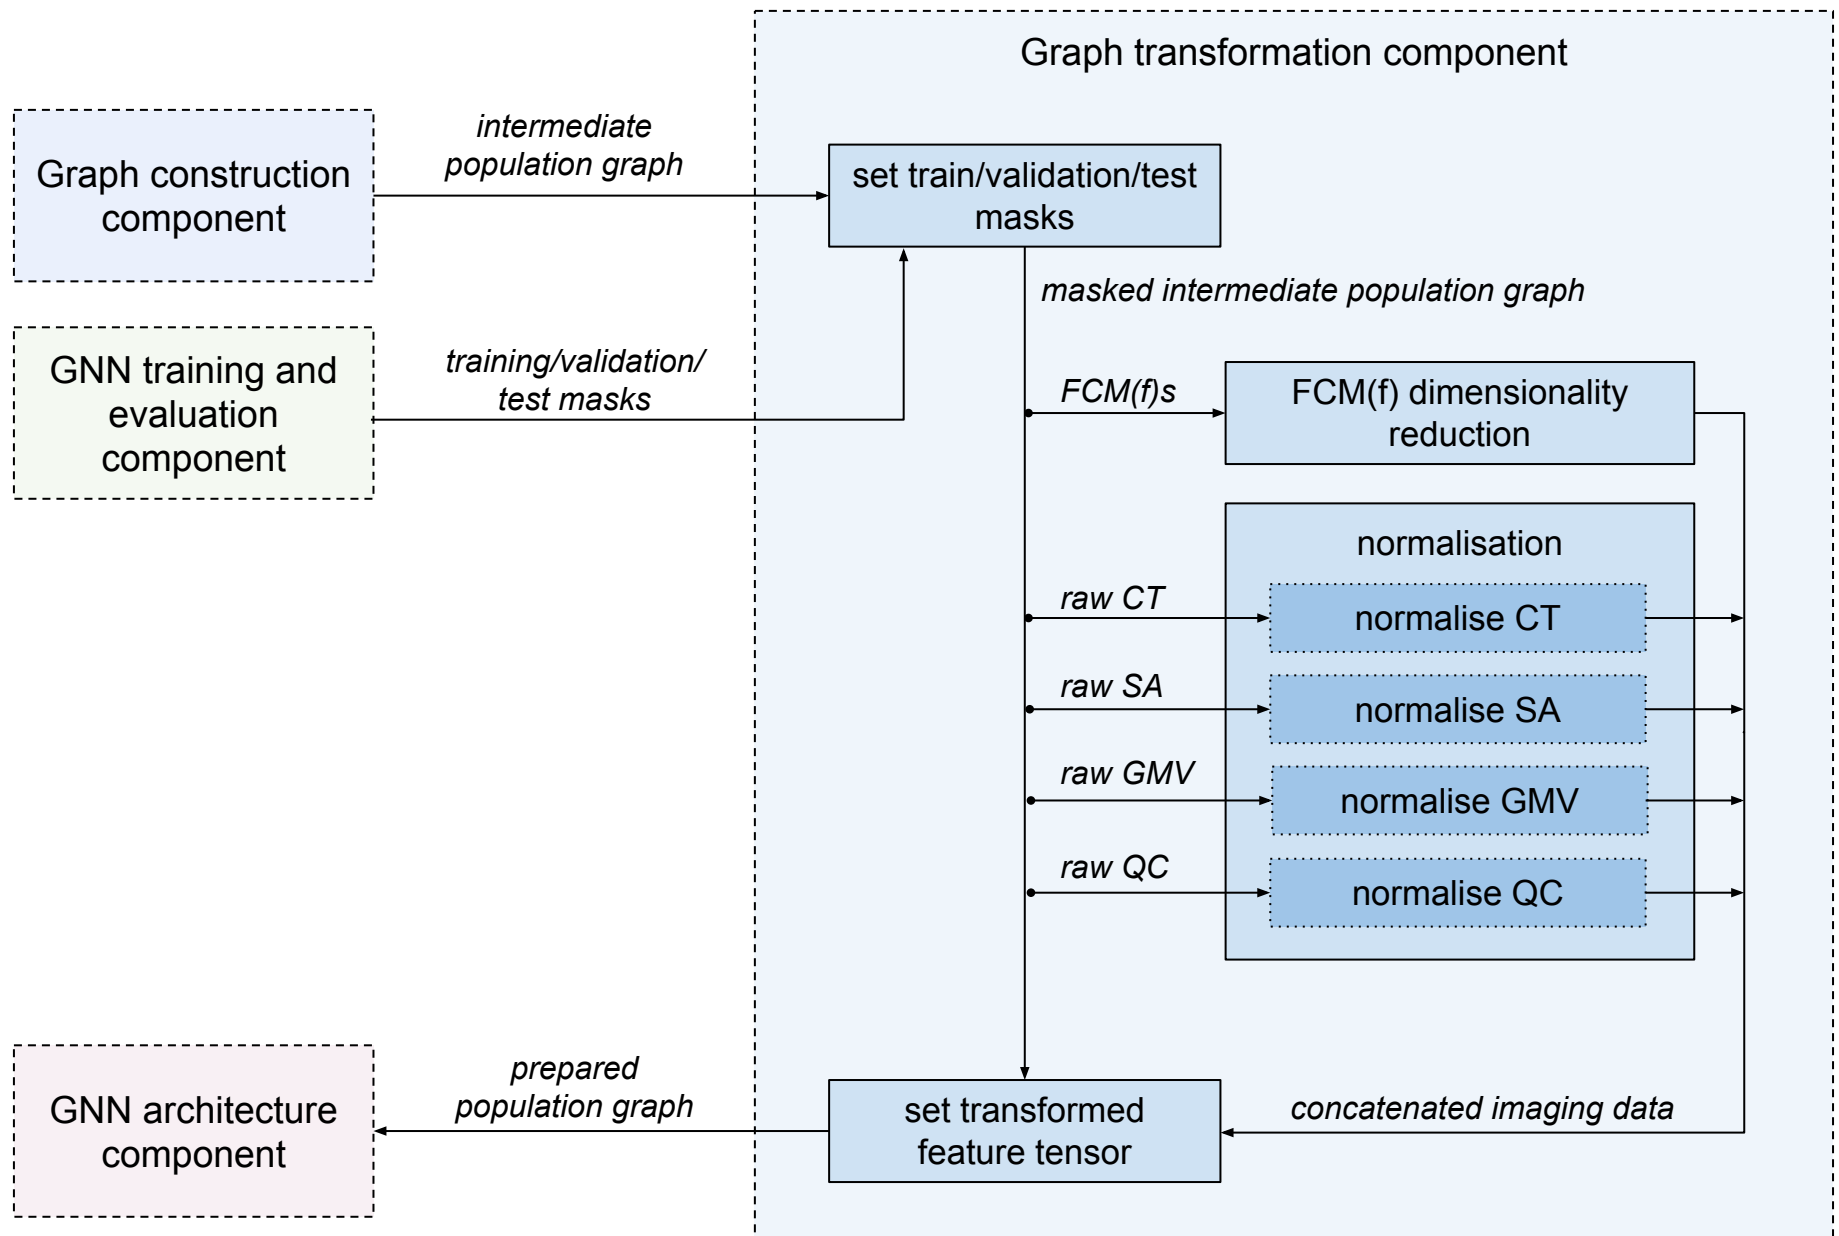 Graph transformation component
Graph construction
component
intermediate
population graph
set train/validation/test
masks
masked intermediate population graph
GNN training and
evaluation
component
training/validation/
test masks
FCM(f)s
FCM(f) dimensionality
reduction
normalisation
raw CT
normalise CT
raw SA
normalise SA
raw GMV
normalise GMV
raw QC
normalise QC
GNN architecture
component
prepared
population graph
set transformed
feature tensor
concatenated imaging data